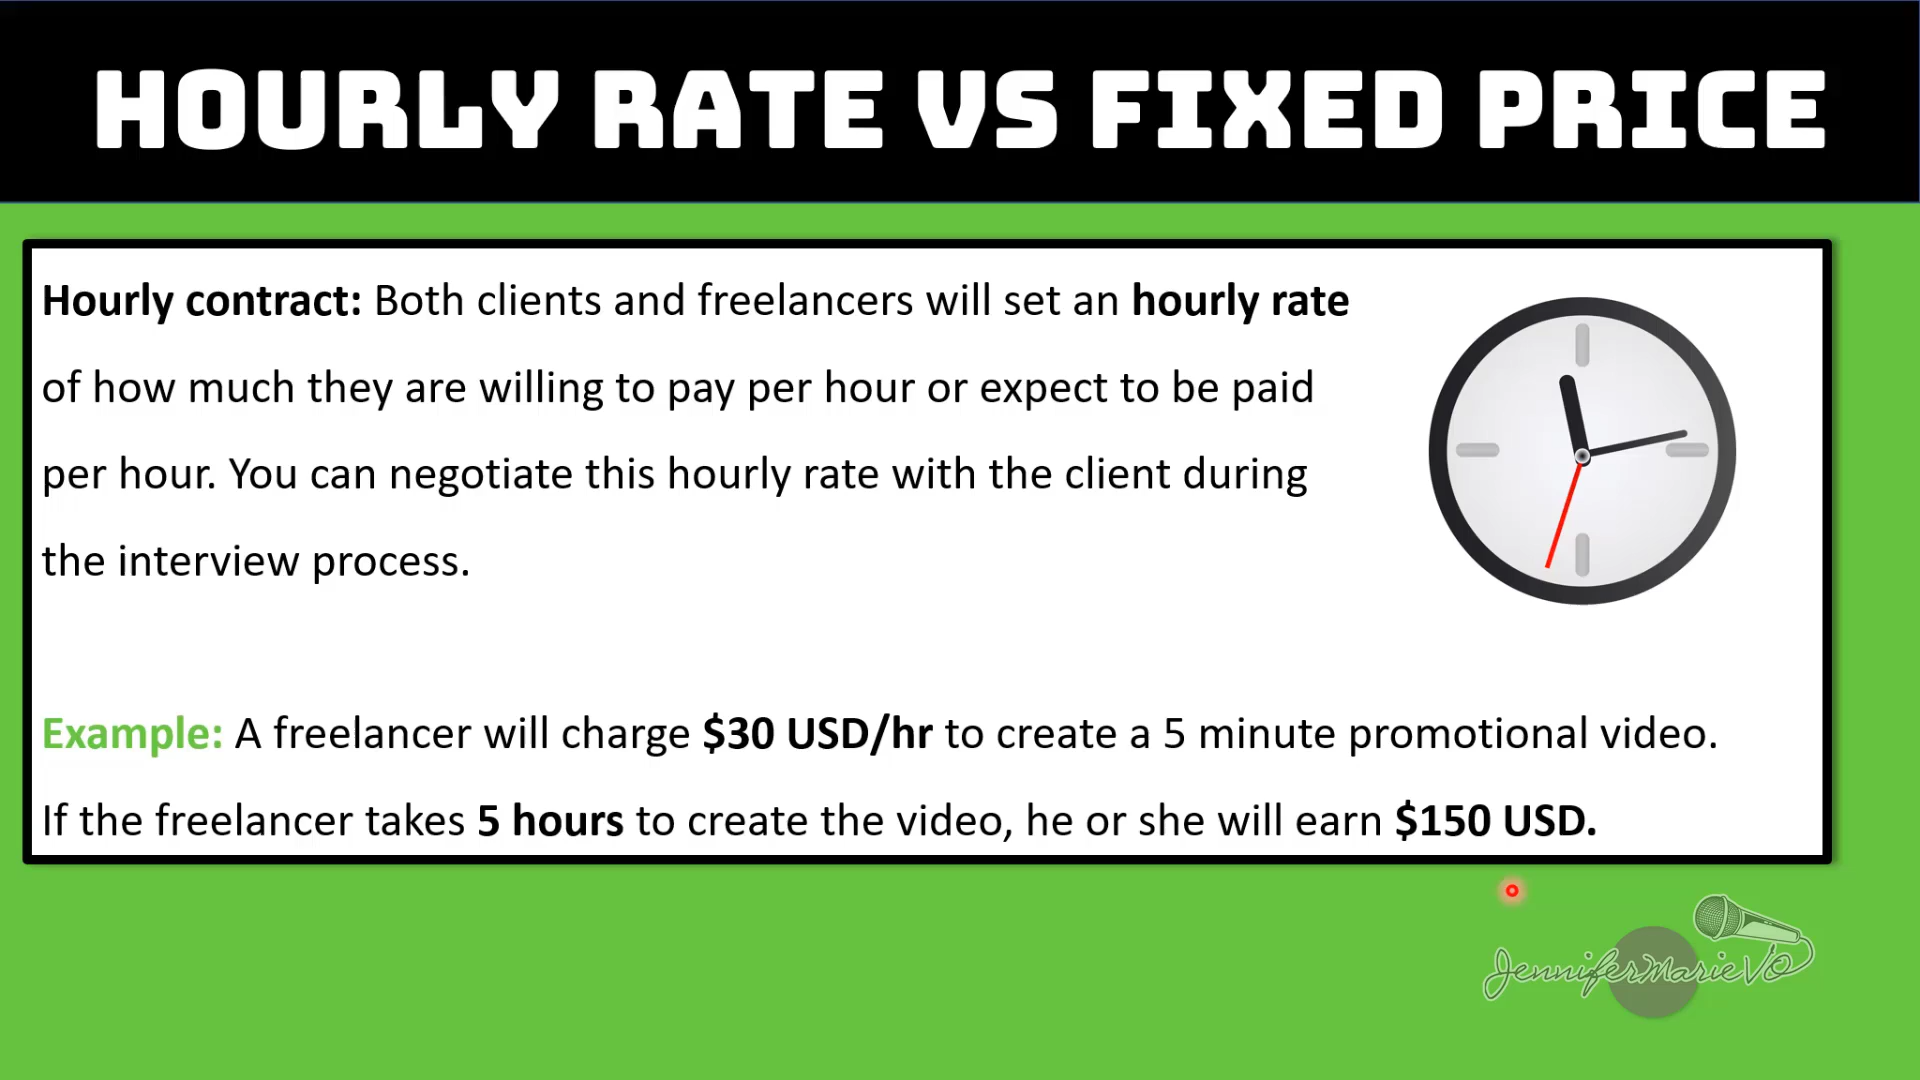 HOURLY RATE VS FIXED PRICE
Hourly contract: Both clients and freelancers will set an hourly rate
of how much they are willing to pay per hour or expect to be paid
per hour. You can negotiate this hourly rate with the client during
the interview process.
Example: A freelancer will charge $30 USD/hr to create a 5 minute promotional video.
If the freelancer takes 5 hours to create the video, he or she will earn $150 USD.
JenniferMarieVO